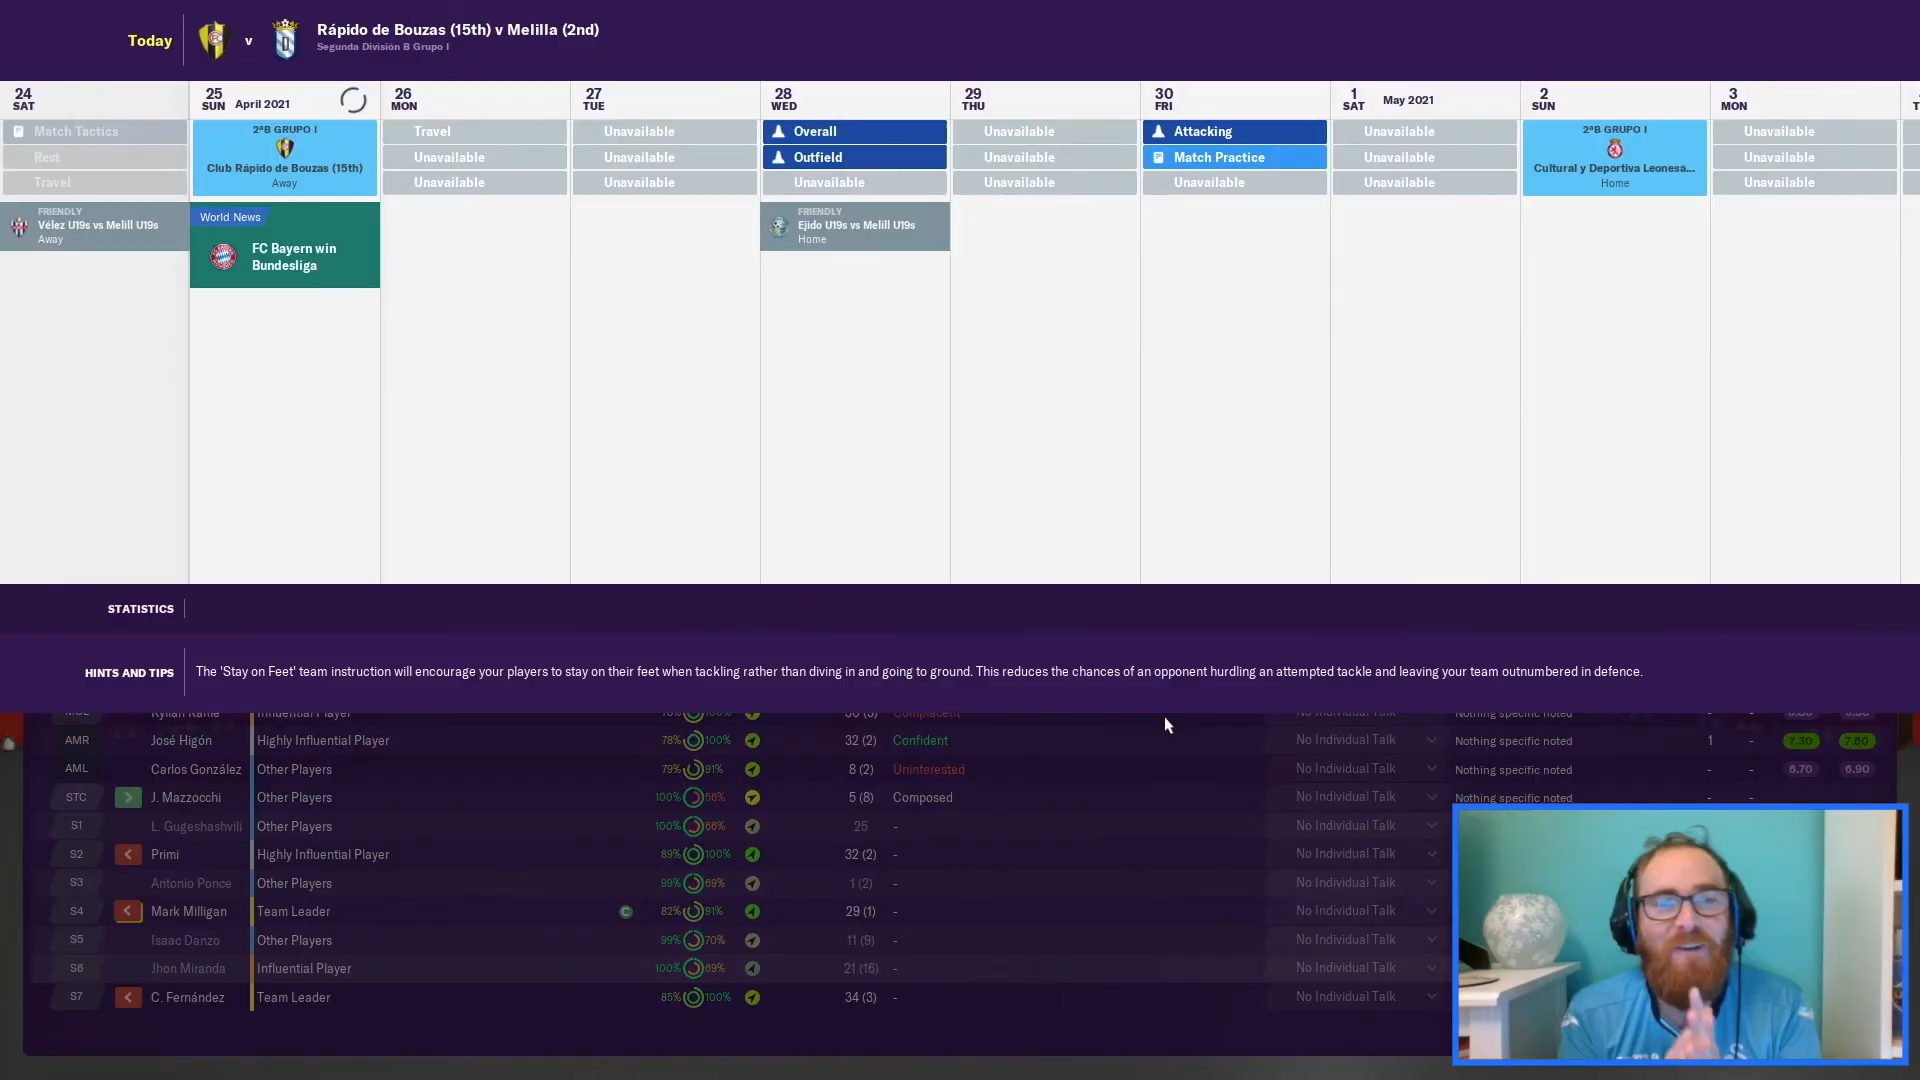 Today
v
Rápido de Bouzas (15th) v Melilla (2nd)
Segunda División B Grupo I
24
SAT
25
SUN April 2021
26
MON
27
TUE
28
WED
29
THU
30
FRI
1
SAT May 2021
2
SUN
3
MON
Match Tactics
Rest
Travel
2ªB GRUPO I
Club Rápido de Bouzas (15th)
Away
Travel
Unavailable
Unavailable
Unavailable
Unavailable
Unavailable
Overall
Outfield
Unavailable
Unavailable
Unavailable
Unavailable
Attacking
Match Practice
Unavailable
Unavailable
Unavailable
Unavailable
2ªB GRUPO I
Cultural y Deportiva Leonesa...
Home
Unavailable
Unavailable
Unavailable
FRIENDLY
Vélez U19s vs Melill U19s
Away
World News
FC Bayern win
Bundesliga
FRIENDLY
Ejido U19s vs Melill U19s
Home
STATISTICS
HINTS AND TIPS
The 'Stay on Feet' team instruction will encourage your players to stay on their feet when tackling rather than diving in and going to ground. This reduces the chances of an opponent hurdling an attempted tackle and leaving your team outnumbered in defence.
Influential Player Complacent No Individual Talk Nothing specific noted - -
AMR José Higón Highly Influential Player 78% 100% 32 (2) Confident No Individual Talk Nothing specific noted 1 - 7.30 7.60
AML Carlos González Other Players 79% 91% 8 (2) Uninterested No Individual Talk Nothing specific noted - - 6.70 6.90
STC J. Mazzocchi Other Players 100% 56% 5 (8) Composed No Individual Talk Nothing specific noted - -
S1 L. Gugeshashvili Other Players 100% 66% 25 - No Individual Talk
S2 Primi Highly Influential Player 89% 100% 32 (2) - No Individual Talk
S3 Antonio Ponce Other Players 99% 69% 1 (2) - No Individual Talk
S4 Mark Milligan Team Leader C 82% 91% 29 (1) - No Individual Talk
S5 Isaac Danzo Other Players 99% 70% 11 (9) - No Individual Talk
S6 Jhon Miranda Influential Player 100% 69% 21 (16) - No Individual Talk
S7 C. Fernández Team Leader 85% 100% 34 (3) - No Individual Talk